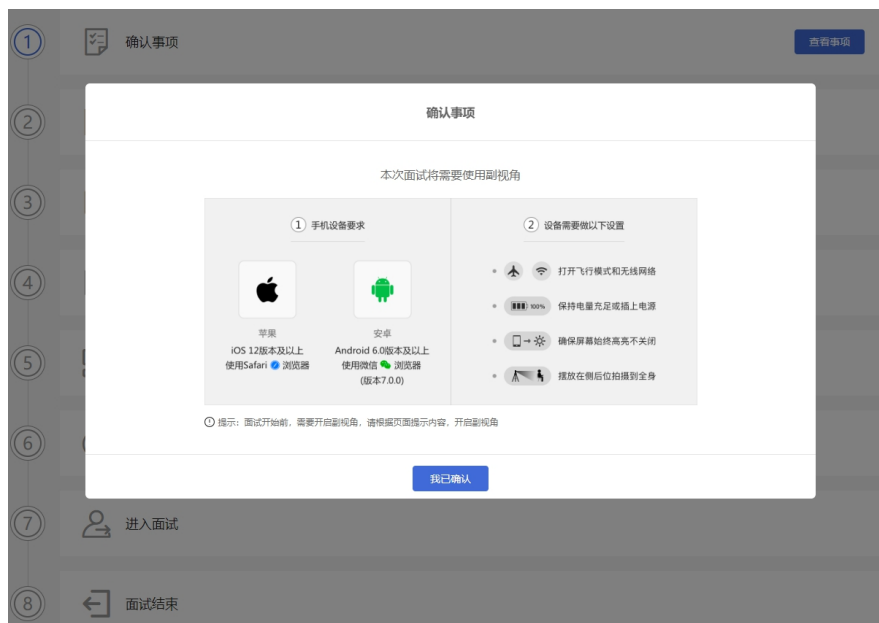 1
确认事项
查看事项
2
3
4
5
6
7
进入面试
8
面试结束
确认事项
本次面试将需要使用副视角
1 手机设备要求
苹果
iOS 12版本及以上
使用Safari 浏览器
安卓
Android 6.0版本及以上
使用微信 浏览器
(版本7.0.0)
2 设备需要做以下设置
打开飞行模式和无线网络
100% 保持电量充足或插上电源
确保屏幕始终高亮不关闭
摆放在侧后位拍摄到全身
提示：面试开始前，需要开启副视角，请根据页面提示内容，开启副视角
我已确认